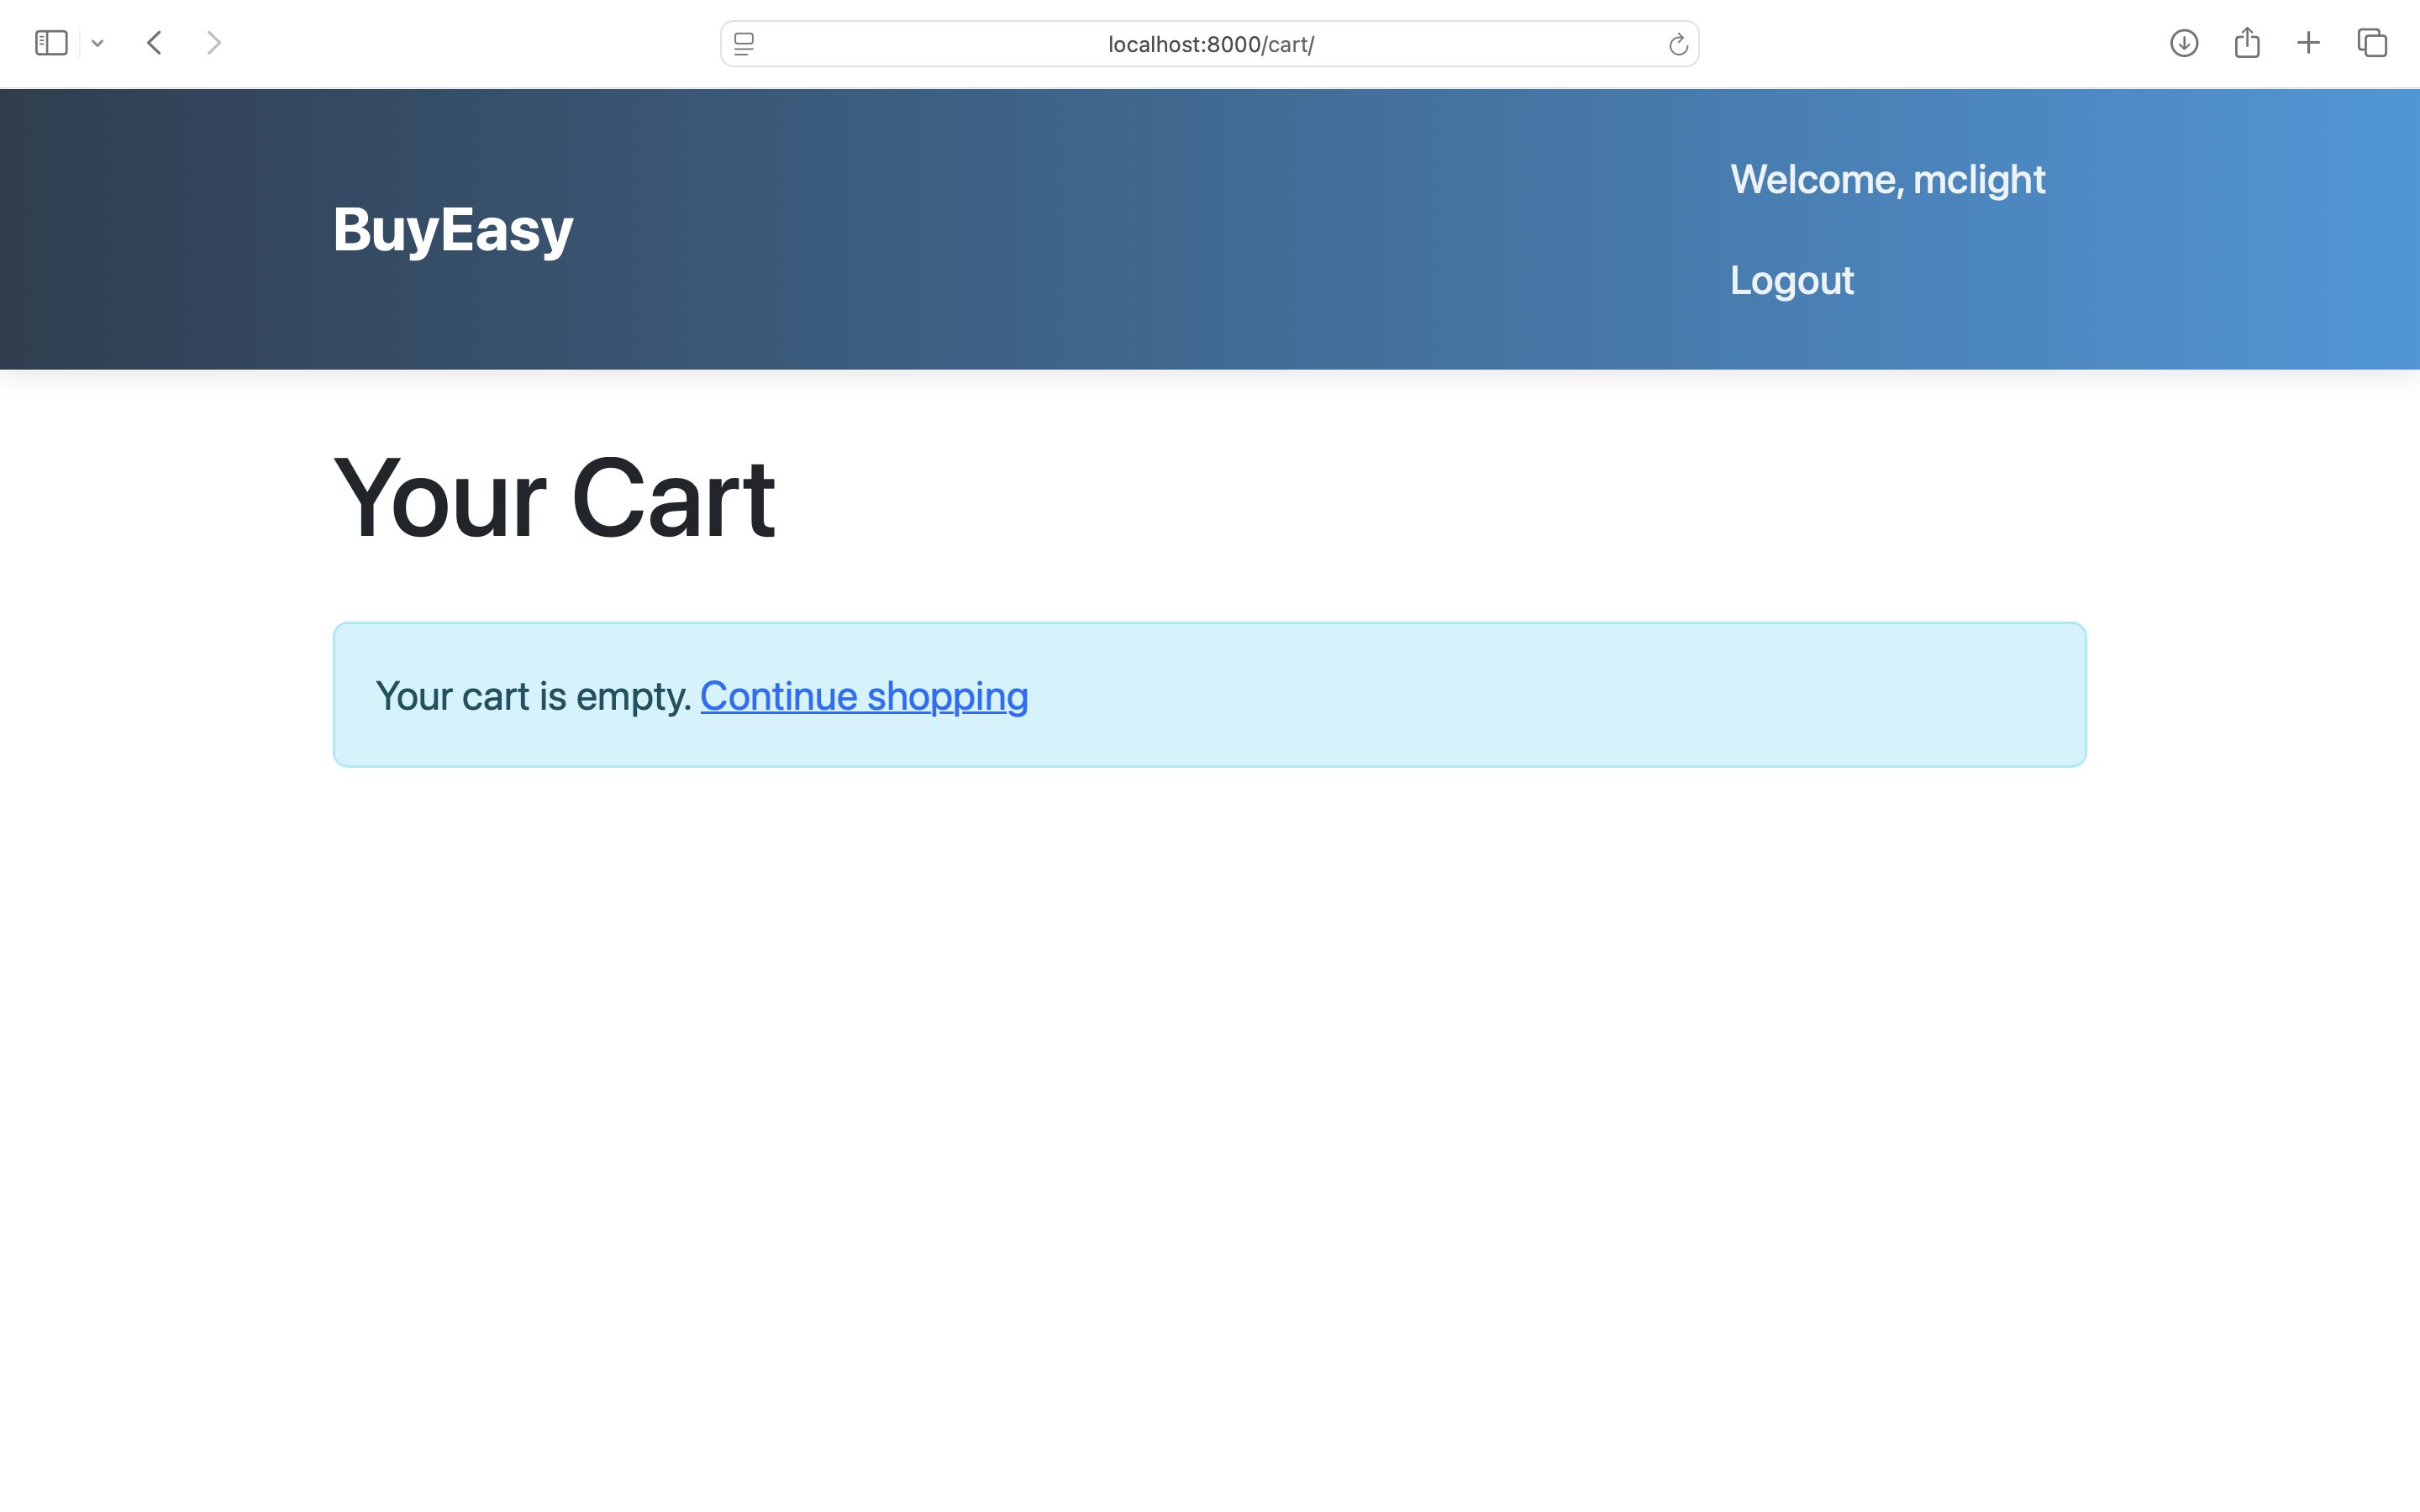 localhost:8000/cart/
BuyEasy
Welcome, mclight
Logout
Your Cart
Your cart is empty. Continue shopping